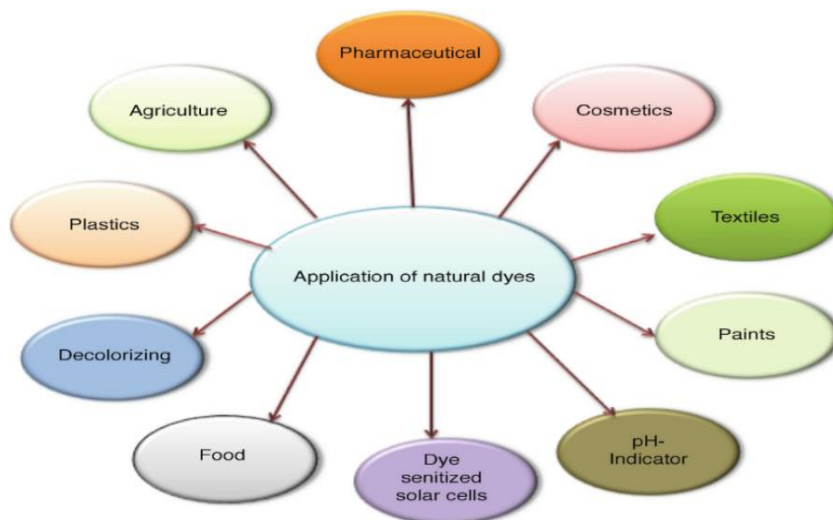 Pharmaceutical
Agriculture
Cosmetics
Plastics
Textiles
Application of natural dyes
Decolorizing
Paints
Food
Dye
senitized
solar cells
pH-
Indicator